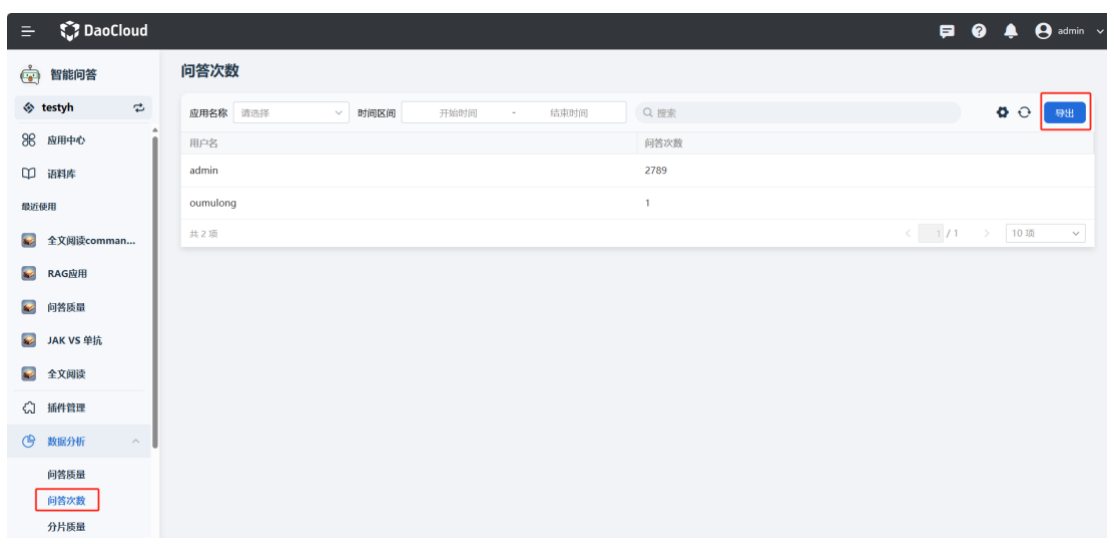 DaoCloud
admin
智能问答
testyh
应用中心
语料库
最近使用
全文阅读comman...
RAG应用
问答质量
JAK VS 单抗
全文阅读
插件管理
数据分析
问答质量
问答次数
分片质量
问答次数
应用名称 请选择 时间区间 开始时间 - 结束时间 搜索 导出
用户名 问答次数
admin 2789
oumulong 1
共 2 项 < 1 / 1 > 10 项